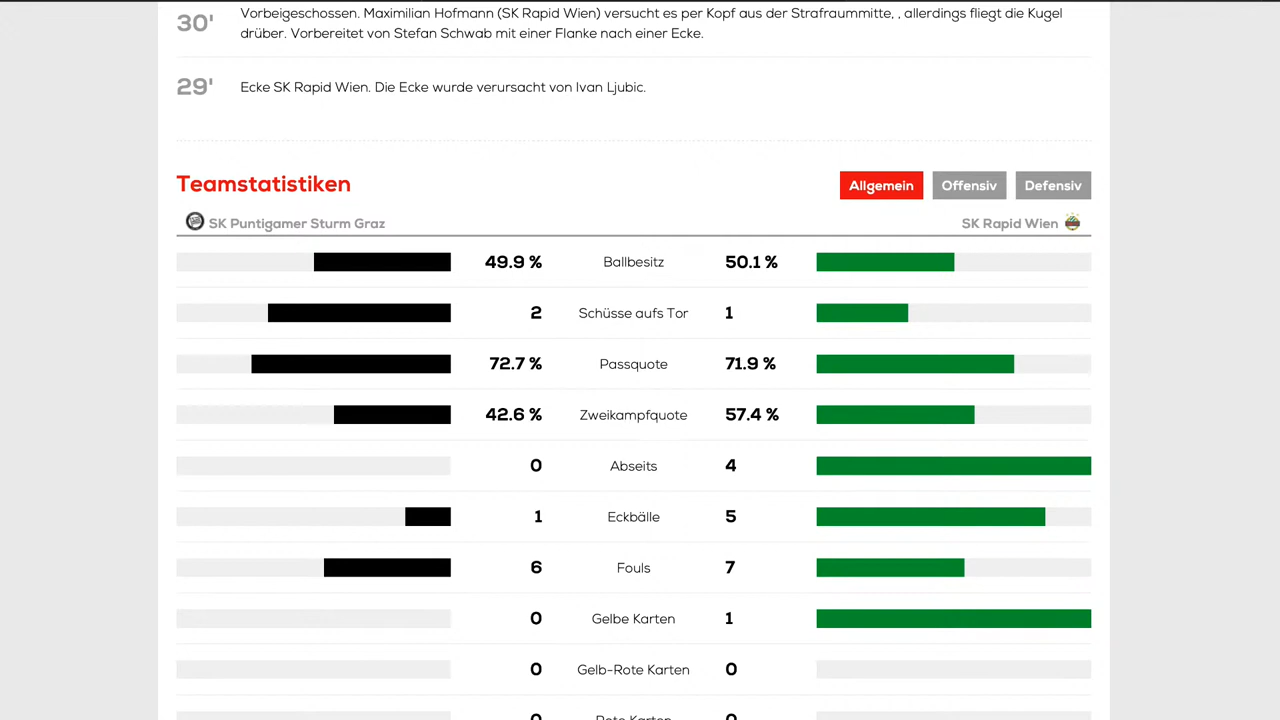 30'
Vorbeigeschossen. Maximilian Hofmann (SK Rapid Wien) versucht es per Kopf aus der Strafraummitte, , allerdings fliegt die Kugel
drüber. Vorbereitet von Stefan Schwab mit einer Flanke nach einer Ecke.
29' Ecke SK Rapid Wien. Die Ecke wurde verursacht von Ivan Ljubic.
Teamstatistiken Allgemein Offensiv Defensiv
SK Puntigamer Sturm Graz SK Rapid Wien
49.9 % Ballbesitz 50.1 %
2 Schüsse aufs Tor 1
72.7 % Passquote 71.9 %
42.6 % Zweikampfquote 57.4 %
0 Abseits 4
1 Eckbälle 5
6 Fouls 7
0 Gelbe Karten 1
0 Gelb-Rote Karten 0
0 Rote Karten 0